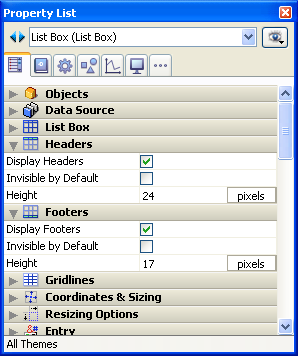 Property List
List Box (List Box)
Objects
Data Source
List Box
Headers
Display Headers
Invisible by Default
Height 24 pixels
Footers
Display Footers
Invisible by Default
Height 17 pixels
Gridlines
Coordinates & Sizing
Resizing Options
Entry
All Themes